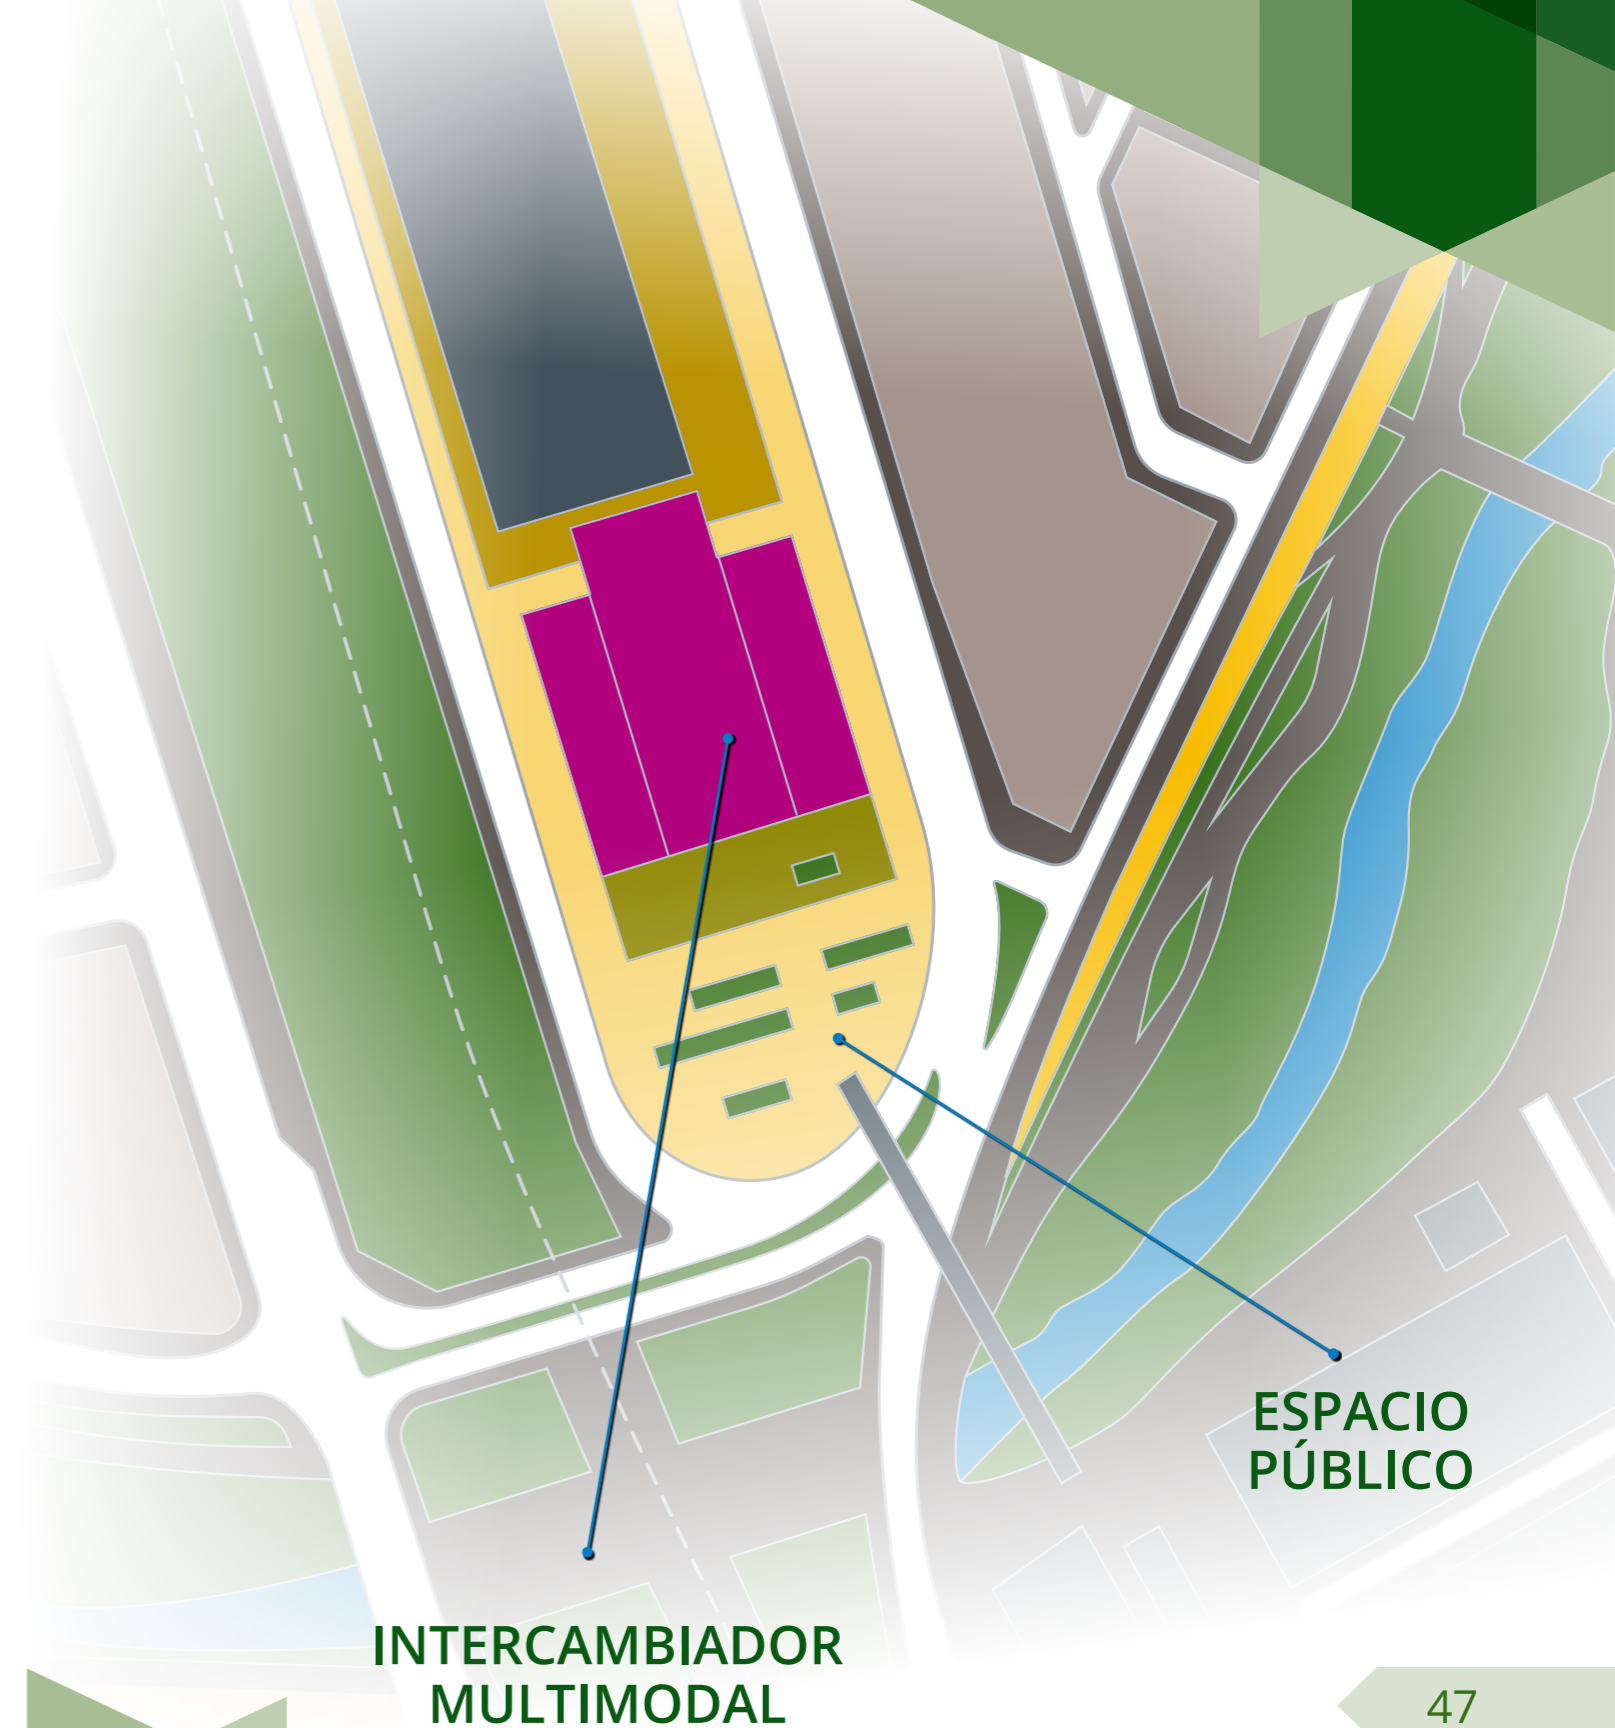 ESPACIO
PÚBLICO
INTERCAMBIADOR
MULTIMODAL
47